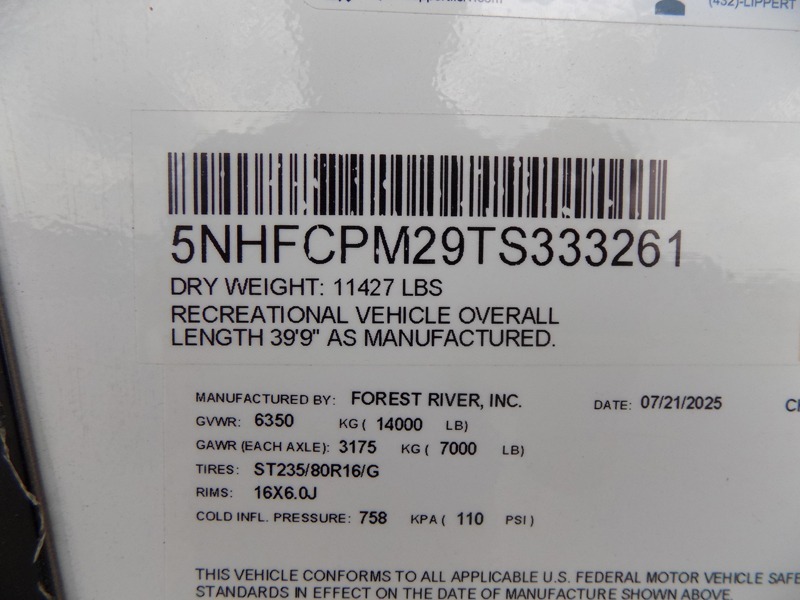 (432)-LIPPERT
5NHFCPM29TS333261
DRY WEIGHT: 11427 LBS
RECREATIONAL VEHICLE OVERALL
LENGTH 39'9" AS MANUFACTURED.
MANUFACTURED BY: FOREST RIVER, INC. DATE: 07/21/2025
GVWR: 6350 KG ( 14000 LB)
GAWR (EACH AXLE): 3175 KG ( 7000 LB)
TIRES: ST235/80R16/G
RIMS: 16X6.0J
COLD INFL. PRESSURE: 758 KPA ( 110 PSI )
THIS VEHICLE CONFORMS TO ALL APPLICABLE U.S. FEDERAL MOTOR VEHICLE SAFE
STANDARDS IN EFFECT ON THE DATE OF MANUFACTURE SHOWN ABOVE.